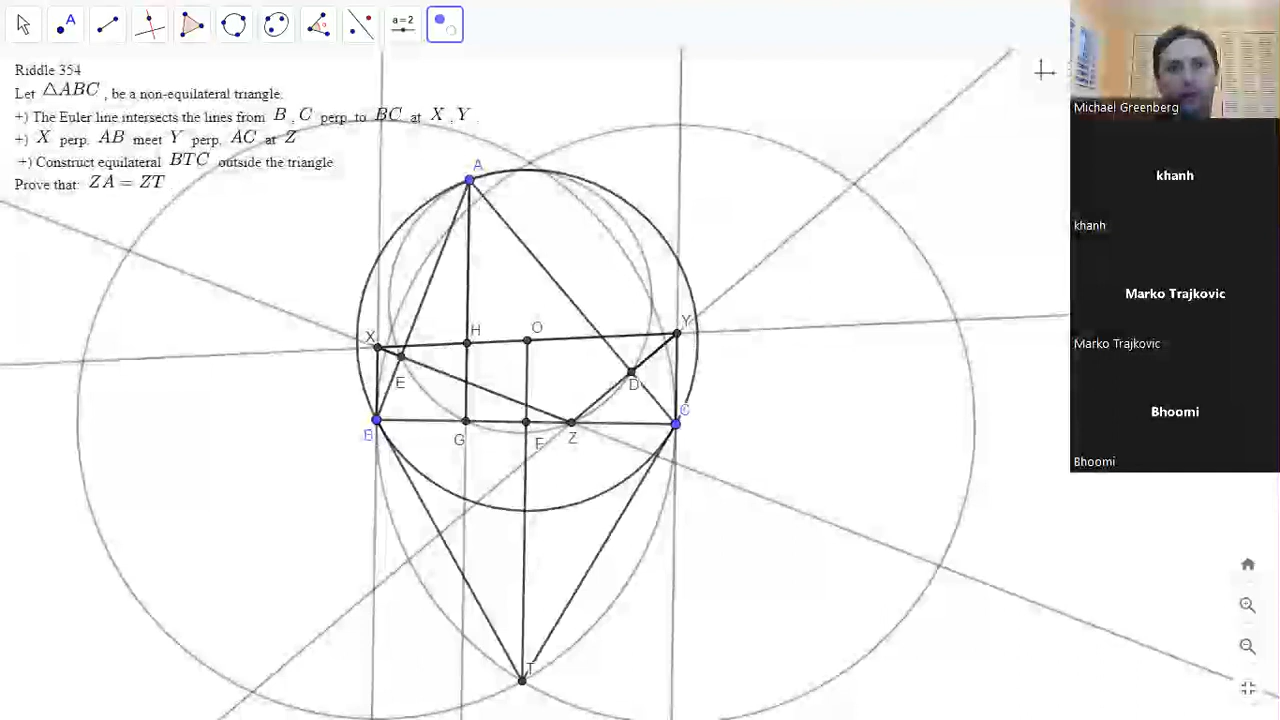 A
a=2
Riddle 354
Let △ABC , be a non-equilateral triangle.
+) The Euler line intersects the lines from B , C perp to BC at X , Y .
+) X perp. AB meet Y perp. AC at Z
+) Construct equilateral BTC outside the triangle
Prove that: ZA = ZT
A
X
H
O
Y
E
D
B
G
F
Z
C
T
Michael Greenberg
khanh
khanh
Marko Trajkovic
Marko Trajkovic
Bhoomi
Bhoomi